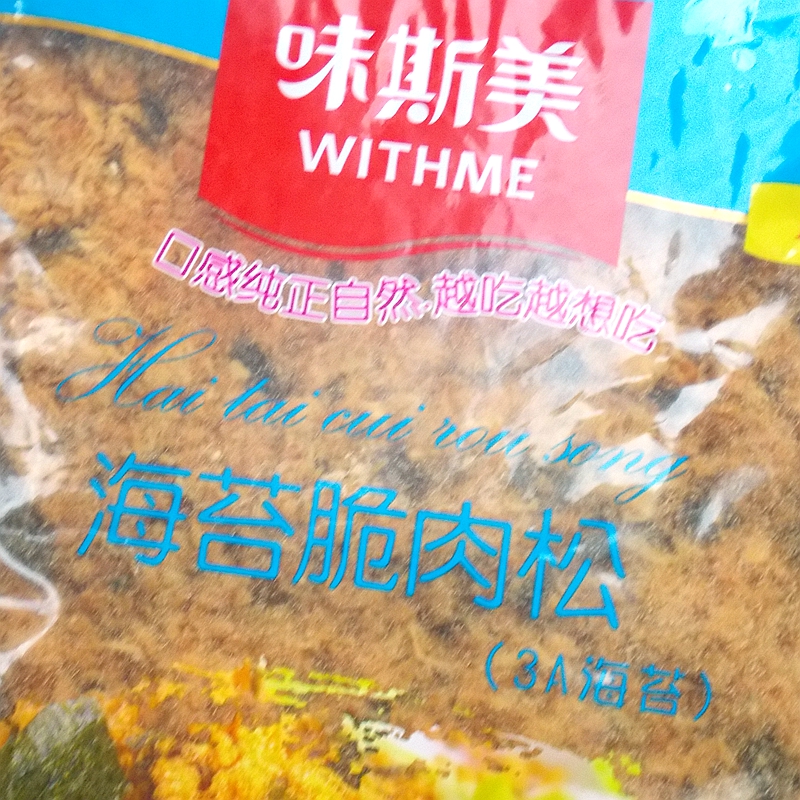 味斯美
WITHME
口感纯正自然·越吃越想吃
Hai tai cui rou song
海苔脆肉松
(3A海苔)